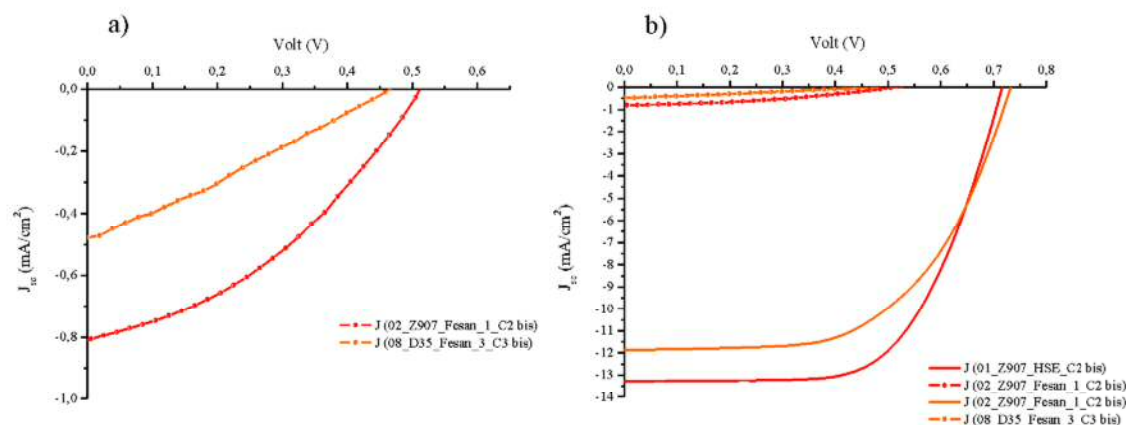 a)
Volt (V)
0,0 0,1 0,2 0,3 0,4 0,5 0,6
0,0
-0,2
-0,4
-0,6
-0,8
-1,0
J_sc (mA/cm²)
J (02_Z907_Fesan_1_C2 bis)
J (08_D35_Fesan_3_C3 bis)
b)
Volt (V)
0,0 0,1 0,2 0,3 0,4 0,5 0,6 0,7 0,8
0
-1
-2
-3
-4
-5
-6
-7
-8
-9
-10
-11
-12
-13
-14
J_sc (mA/cm²)
J (01_Z907_HSE_C2 bis)
J (02_Z907_Fesan_1_C2 bis)
J (02_Z907_Fesan_1_C2 bis)
J (08_D35_Fesan_3_C3 bis)